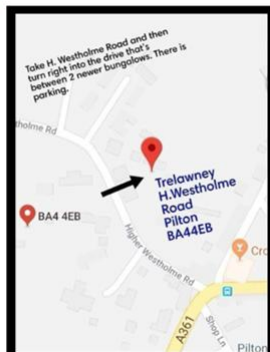 Take H. Westholme Road and then
turn right into the drive that's
between 2 newer bungalows. There is
parking.
tholme Rd
Trelawney
H.Westholme
Road
Pilton
BA44EB
BA4 4EB
Higher Westholme Rd
Cro
A361
Shop Ln
Pilton